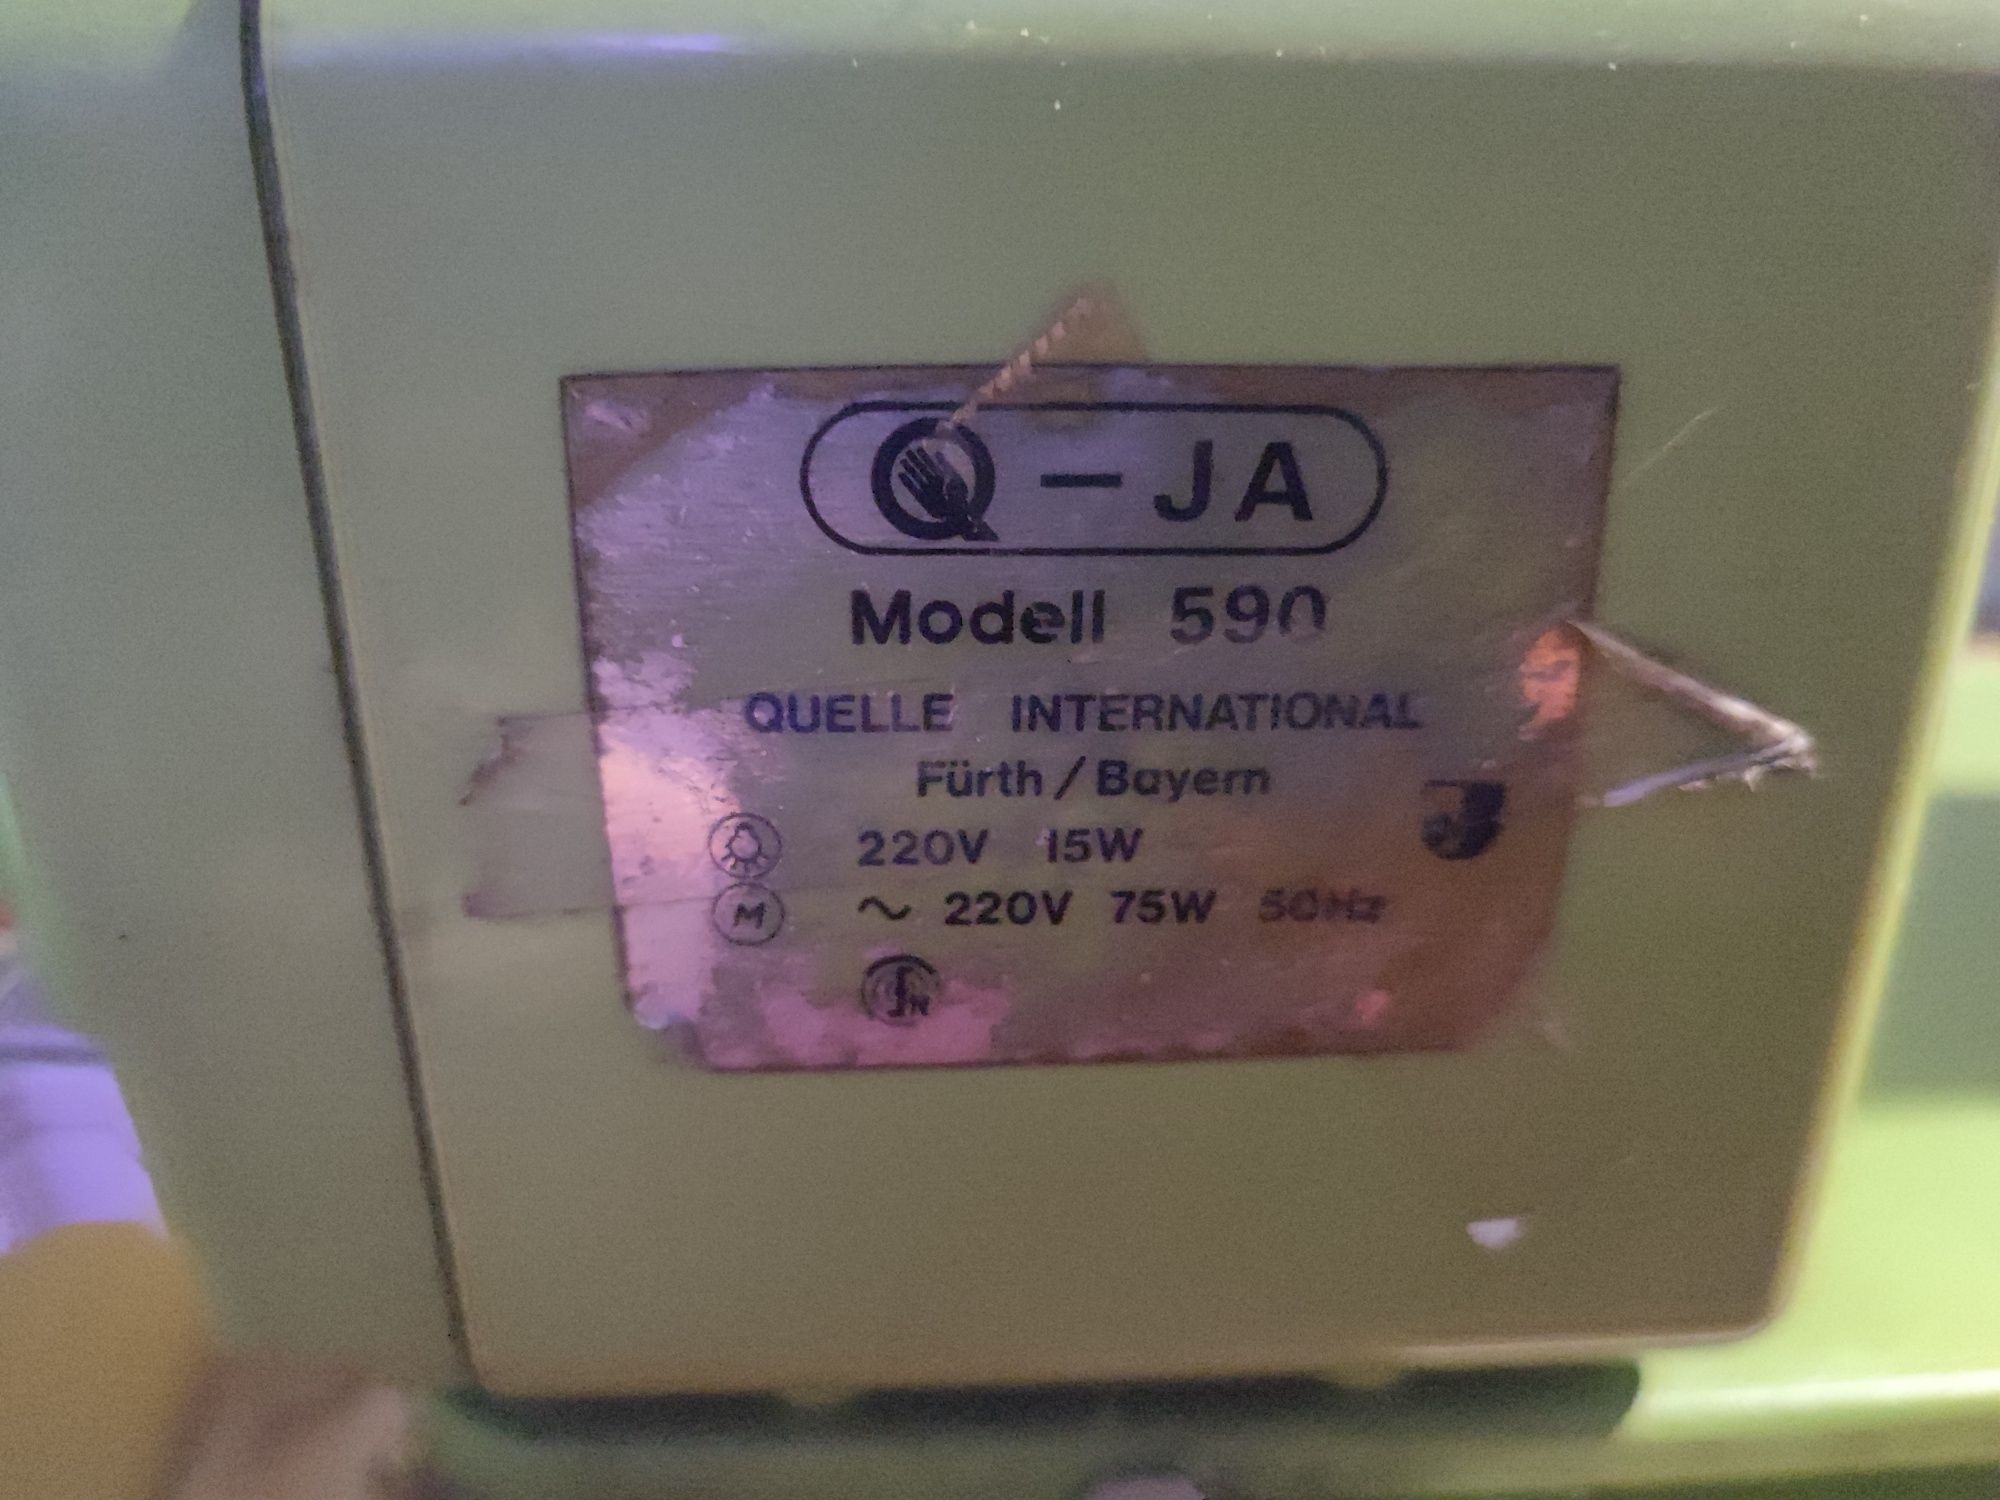 Q – JA
Modell 590
QUELLE INTERNATIONAL
Fürth / Bayern
220V 15W
M ~ 220V 75W 50Hz